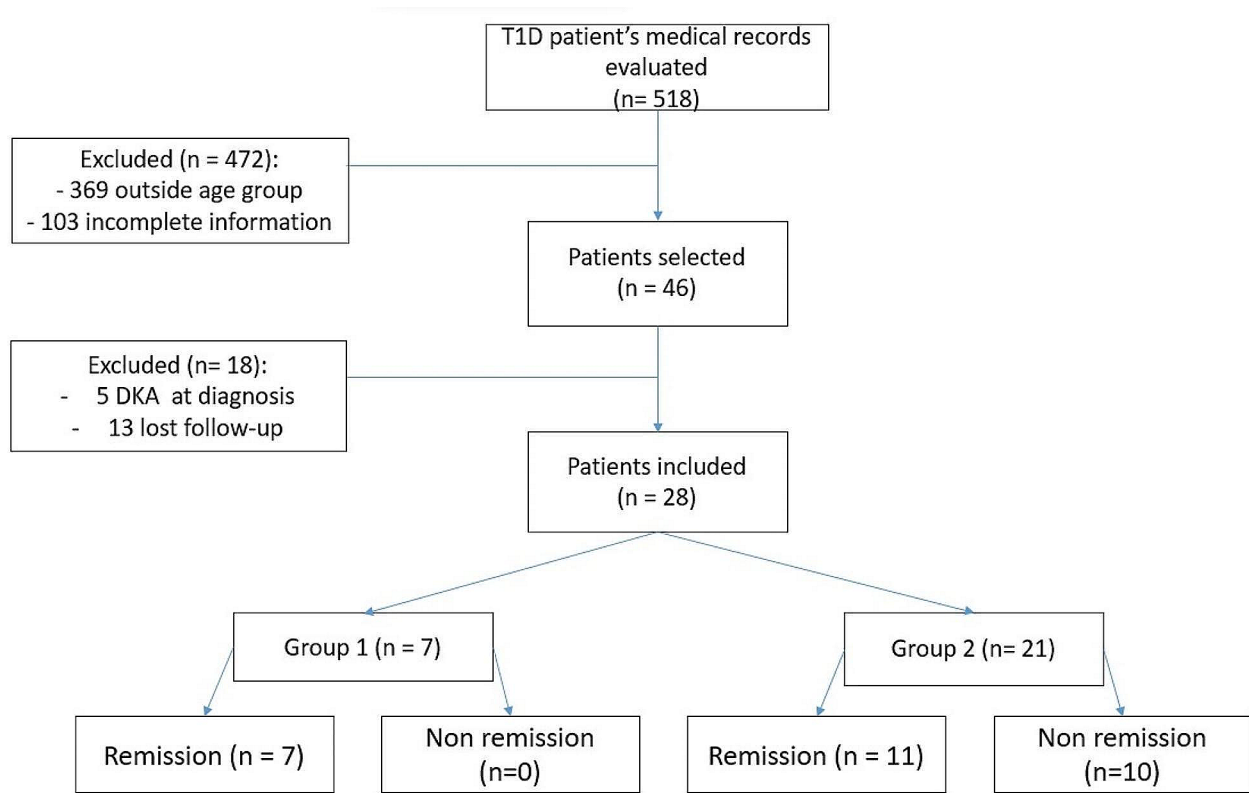 T1D patient's medical records
evaluated
(n= 518)
Excluded (n = 472):
- 369 outside age group
- 103 incomplete information
Patients selected
(n = 46)
Excluded (n= 18):
- 5 DKA at diagnosis
- 13 lost follow-up
Patients included
(n = 28)
Group 1 (n = 7)
Group 2 (n= 21)
Remission (n = 7)
Non remission
(n=0)
Remission (n = 11)
Non remission
(n=10)